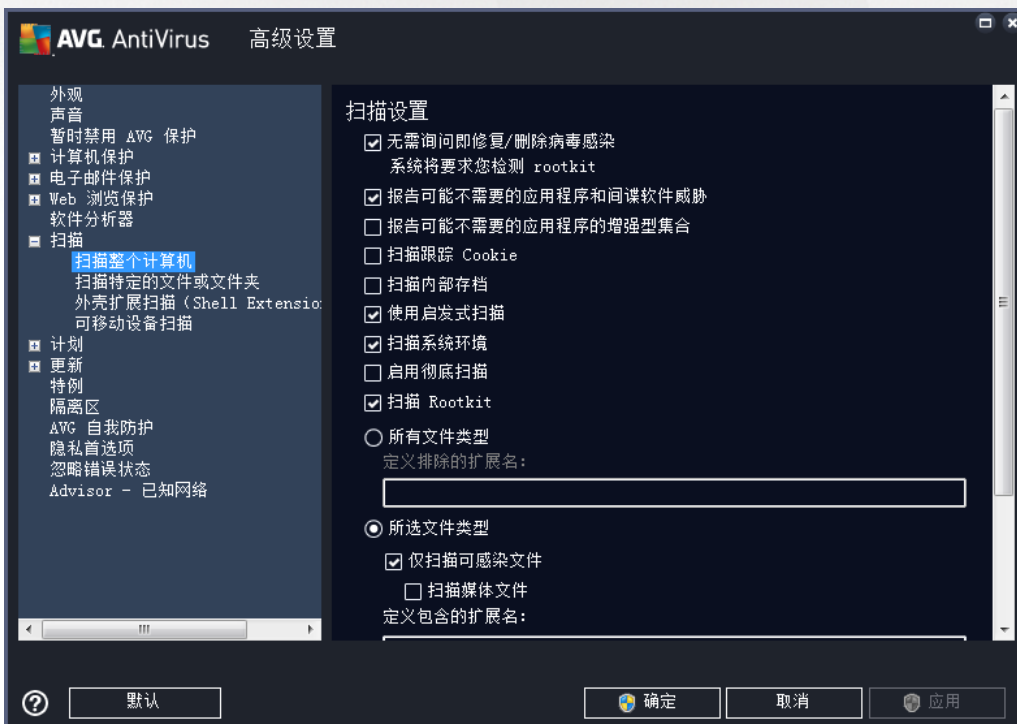 AVG. AntiVirus 高级设置
外观
声音
暂时禁用 AVG 保护
计算机保护
电子邮件保护
Web 浏览保护
软件分析器
扫描
扫描整个计算机
扫描特定的文件或文件夹
外壳扩展扫描（Shell Extensio
可移动设备扫描
计划
更新
特例
隔离区
AVG 自我防护
隐私首选项
忽略错误状态
Advisor - 已知网络
扫描设置
无需询问即修复/删除病毒感染
系统将要求您检测 rootkit
报告可能不需要的应用程序和间谍软件威胁
报告可能不需要的应用程序的增强型集合
扫描跟踪 Cookie
扫描内部存档
使用启发式扫描
扫描系统环境
启用彻底扫描
扫描 Rootkit
所有文件类型
定义排除的扩展名：
所选文件类型
仅扫描可感染文件
扫描媒体文件
定义包含的扩展名：
默认
确定
取消
应用